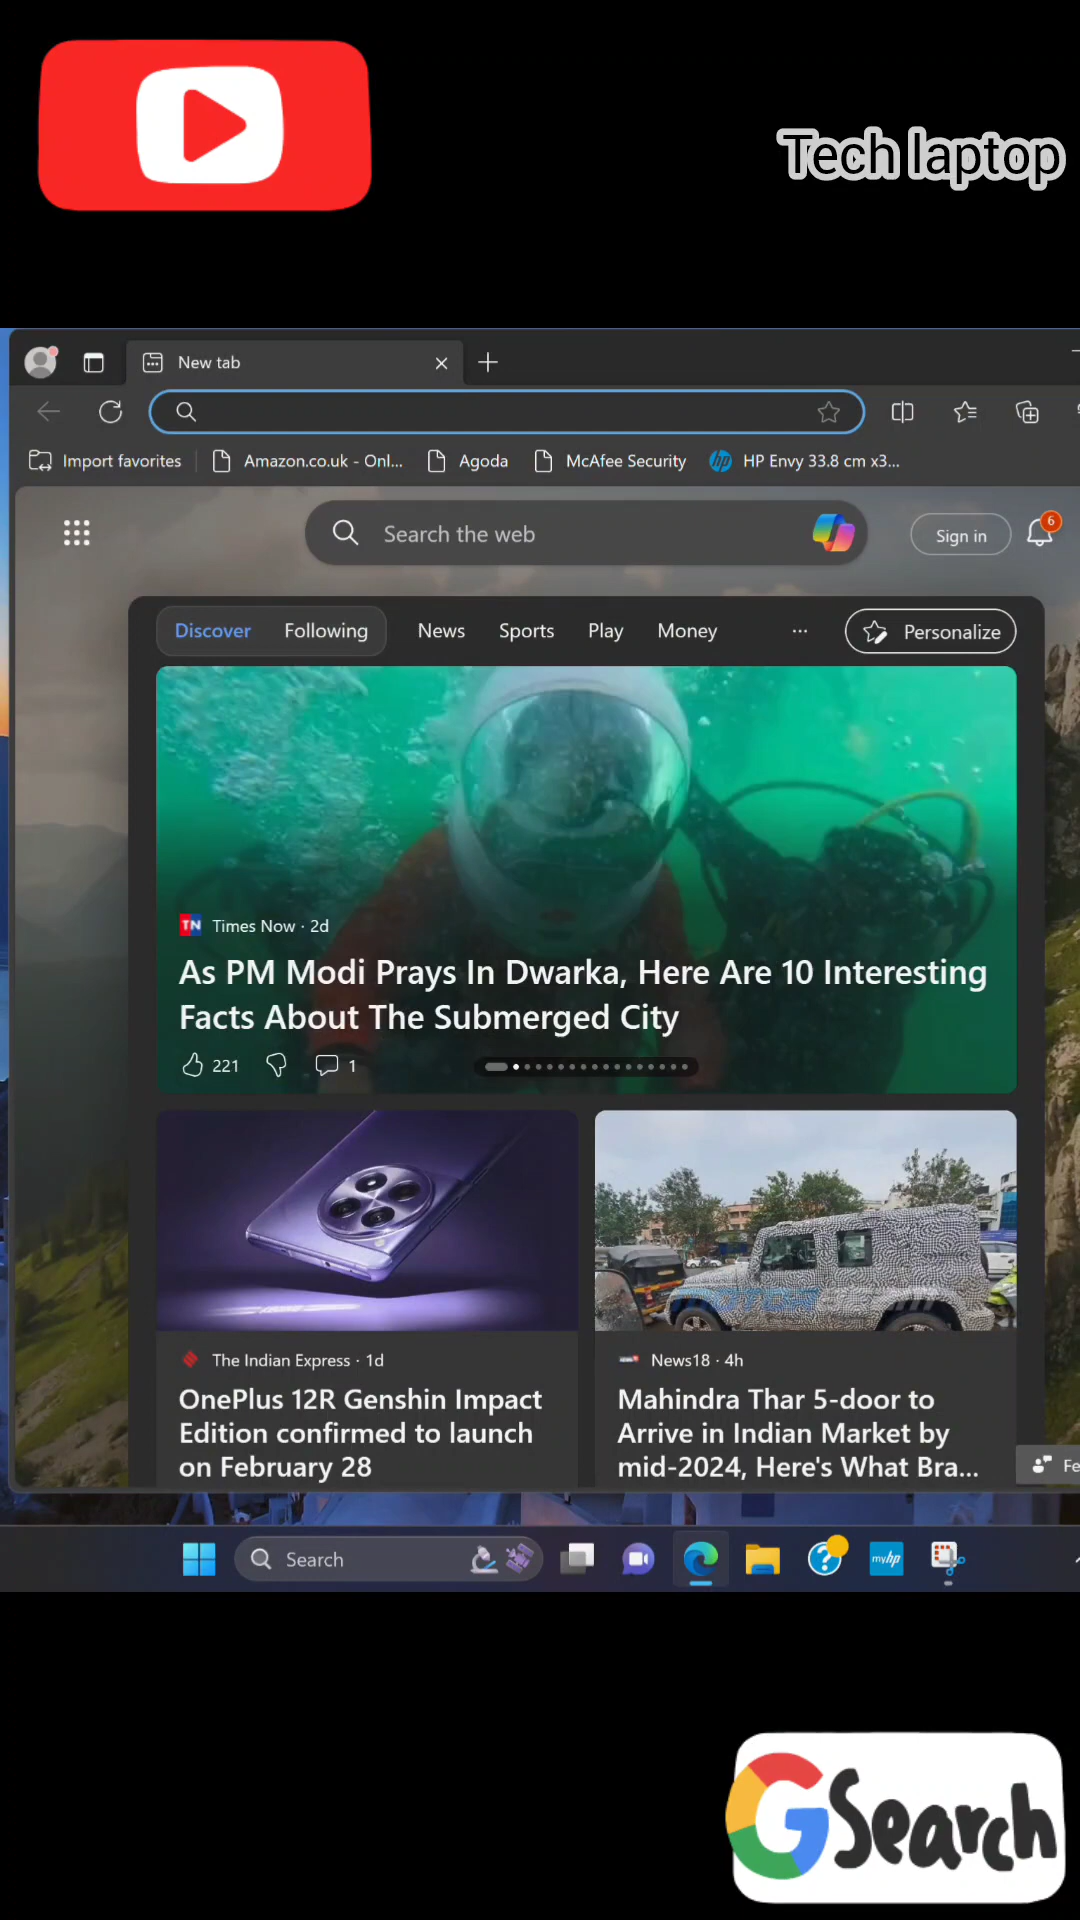 Tech laptop
New tab
Import favorites
Amazon.co.uk - Onl...
Agoda
McAfee Security
HP Envy 33.8 cm x3...
Search the web
Sign in
6
Discover
Following
News
Sports
Play
Money
Personalize
TN
Times Now · 2d
As PM Modi Prays In Dwarka, Here Are 10 Interesting
Facts About The Submerged City
221
1
The Indian Express · 1d
OnePlus 12R Genshin Impact
Edition confirmed to launch
on February 28
News18 · 4h
Mahindra Thar 5-door to
Arrive in Indian Market by
mid-2024, Here's What Bra...
Fe
Search
myhp
G Search